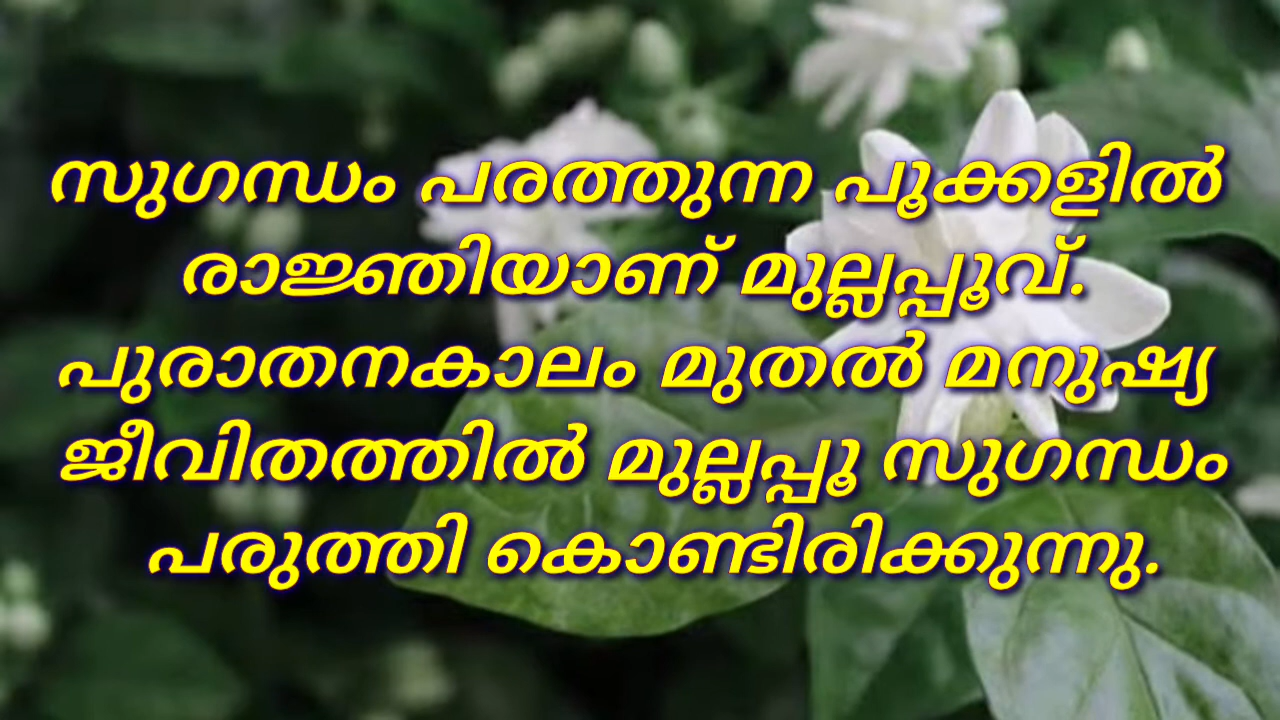 സുഗന്ധം പരത്തുന്ന പൂക്കളിൽ
രാജ്ഞിയാണ് മുല്ലപ്പൂവ്.
പുരാതനകാലം മുതൽ മനുഷ്യ
ജീവിതത്തിൽ മുല്ലപ്പൂ സുഗന്ധം
പരുത്തി കൊണ്ടിരിക്കുന്നു.